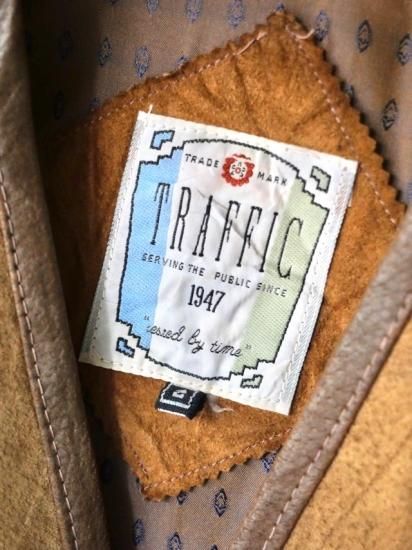 TRADE MARK
TRAFFIC
SERVING THE PUBLIC SINCE
1947
"tested by time"